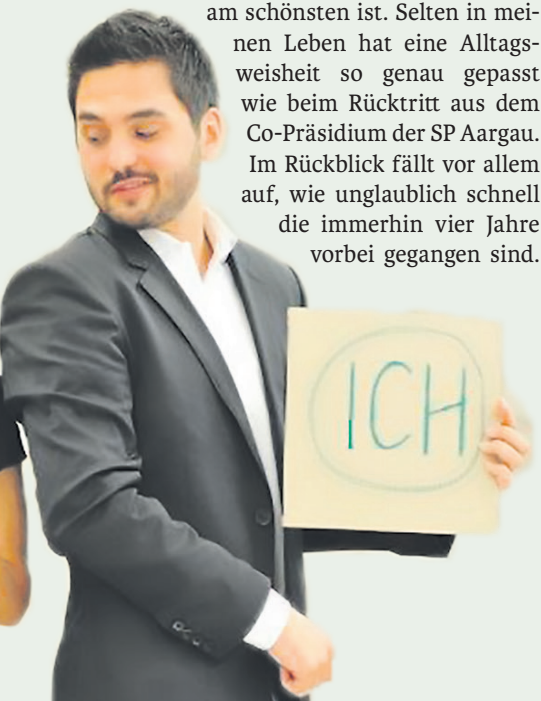 am schönsten ist. Selten in mei-
nen Leben hat eine Alltags-
weisheit so genau gepasst
wie beim Rücktritt aus dem
Co-Präsidium der SP Aargau.
Im Rückblick fällt vor allem
auf, wie unglaublich schnell
die immerhin vier Jahre
vorbei gegangen sind.
ICH